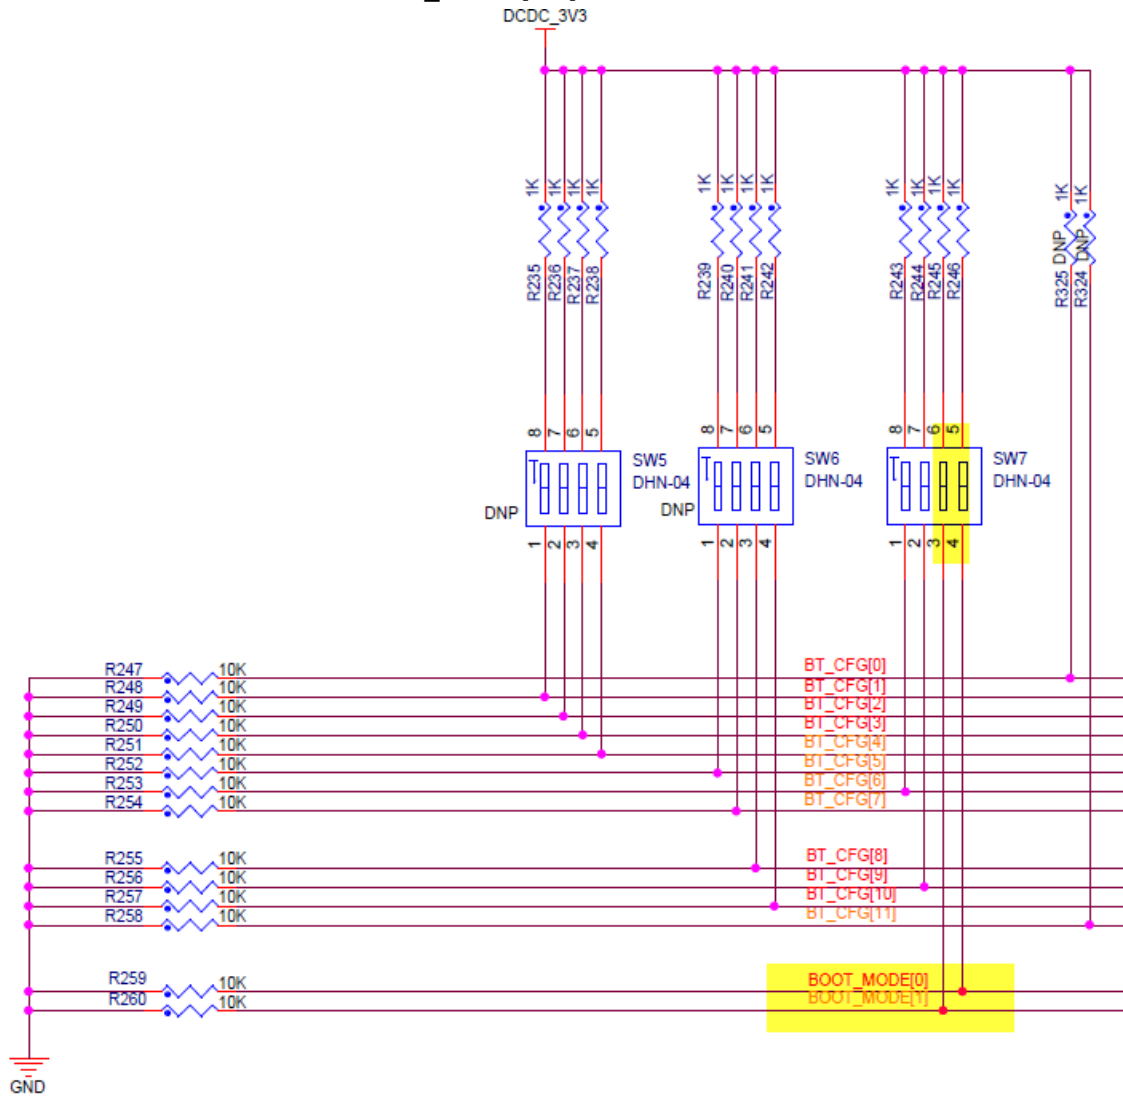 DCDC_3V3
1K 1K 1K 1K 1K 1K 1K 1K 1K 1K 1K 1K 1K 1K
DNP DNP
R235 R236 R237 R238 R239 R240 R241 R242 R243 R244 R245 R246 R325 R324
8 7 6 5 8 7 6 5 8 7 6 5
SW5
DHN-04
DNP
SW6
DHN-04
DNP
SW7
DHN-04
1 2 3 4 1 2 3 4 1 2 3 4
R247 10K BT_CFG[0]
R248 10K BT_CFG[1]
R249 10K BT_CFG[2]
R250 10K BT_CFG[3]
R251 10K BT_CFG[4]
R252 10K BT_CFG[5]
R253 10K BT_CFG[6]
R254 10K BT_CFG[7]
R255 10K BT_CFG[8]
R256 10K BT_CFG[9]
R257 10K BT_CFG[10]
R258 10K BT_CFG[11]
R259 10K BOOT_MODE[0]
R260 10K BOOT_MODE[1]
GND